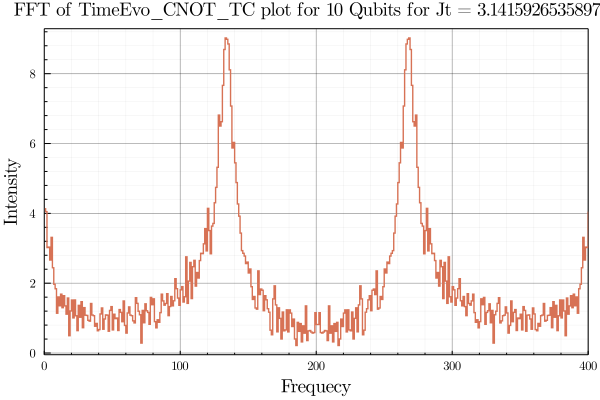 FFT of TimeEvo_CNOT_TC plot for 10 Qubits for Jt = 3.1415926535897
8
6
4
2
0
Intensity
0 100 200 300 400
Frequecy